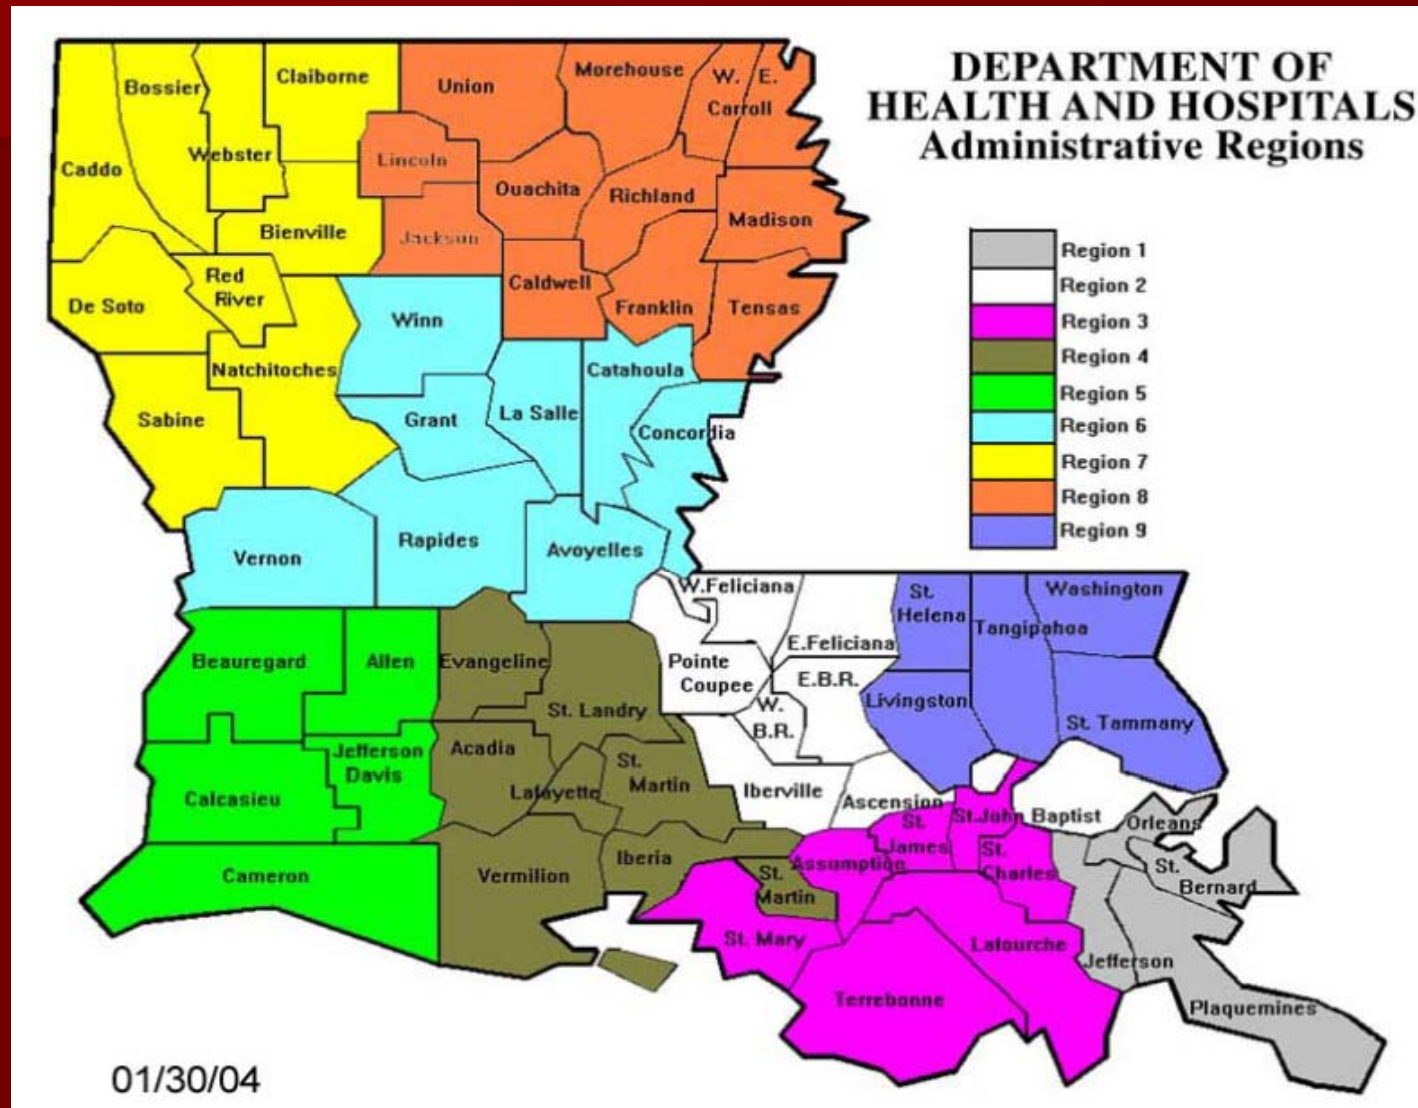 DEPARTMENT OF
HEALTH AND HOSPITALS
Administrative Regions
Region 1
Region 2
Region 3
Region 4
Region 5
Region 6
Region 7
Region 8
Region 9
Caddo
Bossier
Webster
Claiborne
Bienville
De Soto
Red
River
Natchitoches
Sabine
Union
Morehouse
W. E.
Carroll
Lincoln
Ouachita
Richland
Madison
Jackson
Caldwell
Franklin
Tensas
Winn
Catahoula
Grant
La Salle
Concordia
Vernon
Rapides
Avoyelles
Beauregard
Allen
Jefferson
Davis
Calcasieu
Cameron
Evangeline
St. Landry
Acadia
Lafayette
St.
Martin
Vermilion
Iberia
St.
Martin
W.Feliciana
E.Feliciana
Pointe
Coupee
E.B.R.
W.
B.R.
Iberville
Ascension
St.
Helena
Tangipahoa
Washington
Livingston
St. Tammany
St.John
Baptist
St.
James
St.
Charles
Assumption
St. Mary
Terrebonne
Lafourche
Orleans
St.
Bernard
Jefferson
Plaquemines
01/30/04